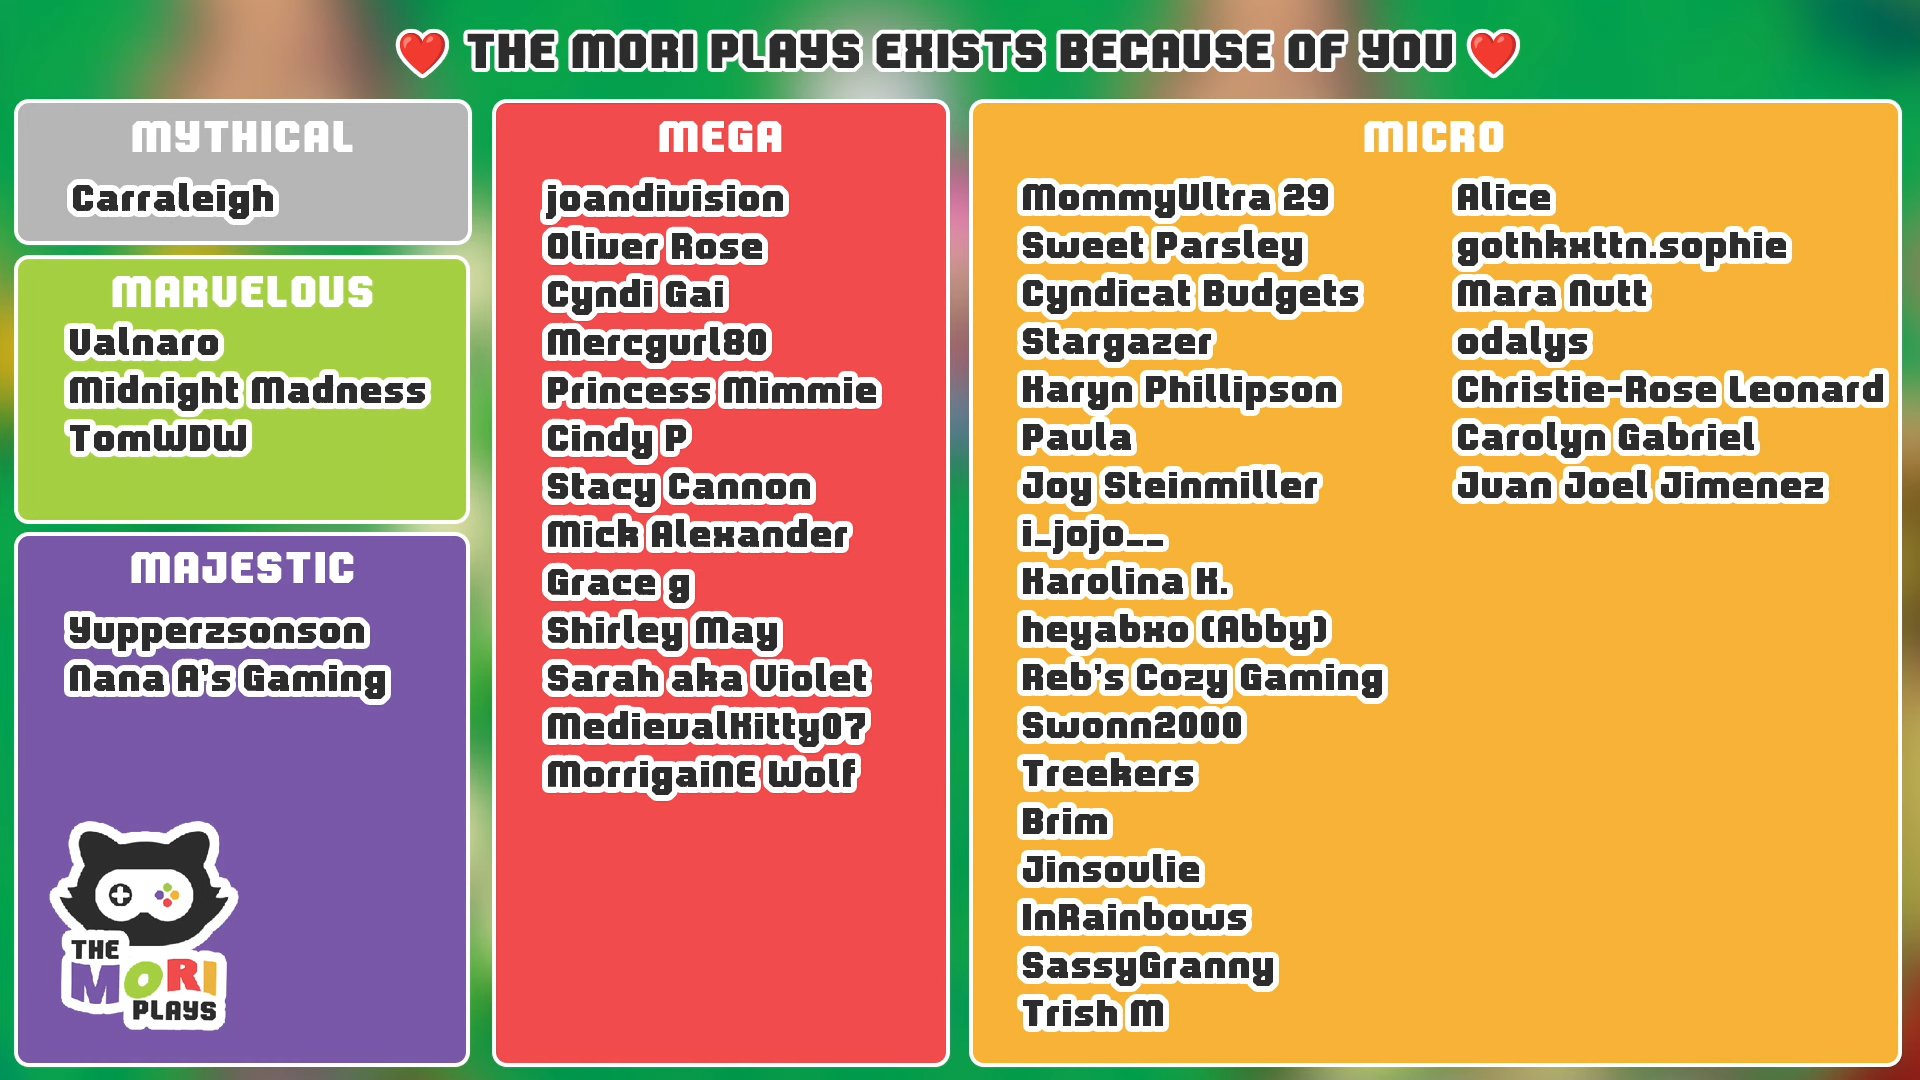 ❤️ THE MORI PLAYS EXISTS BECAUSE OF YOU ❤️
MYTHICAL
Carraleigh
MARVELOUS
Valnaro
Midnight Madness
TomWDW
MAJESTIC
Yupperzsonson
Nana A's Gaming
THE
MORI
PLAYS
MEGA
joandivision
Oliver Rose
Cyndi Gai
Mercgurl80
Princess Mimmie
Cindy P
Stacy Cannon
Mick Alexander
Grace g
Shirley May
Sarah aka Violet
MedievalKitty07
MorrigaiNE Wolf
MICRO
MommyUltra 29
Sweet Parsley
Cyndicat Budgets
Stargazer
Karyn Phillipson
Paula
Joy Steinmiller
i_jojo__
Karolina K.
heyabxo (Abby)
Reb's Cozy Gaming
Swonn2000
Treekers
Brim
Jinsoulie
InRainbows
SassyGranny
Trish M
Alice
gothkxttn.sophie
Mara Nutt
odalys
Christie-Rose Leonard
Carolyn Gabriel
Juan Joel Jimenez